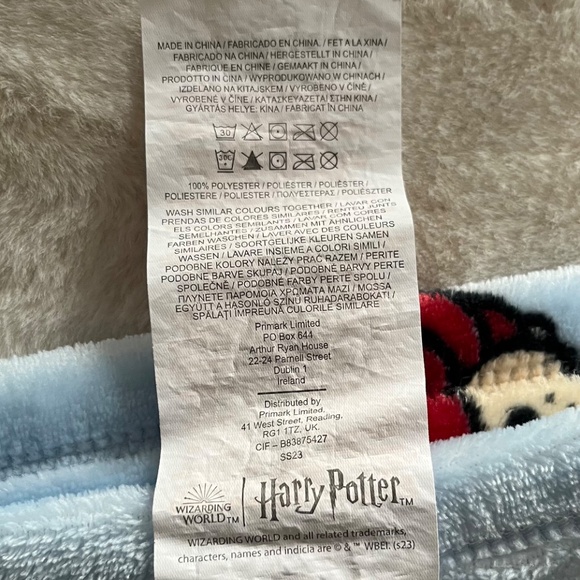 MADE IN CHINA / FABRICADO EN CHINA. / FET A LA XINA /
FABRICADO NA CHINA / HERGESTELLT IN CHINA /
FABRIQUE EN CHINE / GEMAAKT IN CHINA /
PRODOTTO IN CINA / WYPRODUKOWANO W CHINACH /
IZDELANO NA KITAJSKEM / VYROBENO V ČÍNĚ /
VYROBENÉ V ČÍNE / ΚΑΤΑΣΚΕΥΑΖΕΤΑΙ ΣΤΗΝ ΚΙΝΑ /
GYÁRTÁS HELYE: KÍNA / FABRICAT ÎN CHINA
30
30C
100% POLYESTER / POLIÉSTER / POLIÈSTER /
POLIESTERE / POLIESTER / ΠΟΛΥΕΣΤΕΡΑΣ / POLIÉSZTER
WASH SIMILAR COLOURS TOGETHER / LAVAR CON
PRENDAS DE COLORES SIMILARES / RENTEU JUNTS
ELS COLORS SEMBLANTS / LAVAR COM CORES
SEMELHANTES / ZUSAMMEN MIT ÄHNLICHEN
FARBEN WASCHEN / LAVER AVEC DES COULEURS
SIMILAIRES / SOORTGELIJKE KLEUREN SAMEN
WASSEN / LAVARE INSIEME A COLORI SIMILI /
PODOBNE KOLORY NALEŻY PRAĆ RAZEM / PERITE
PODOBNE BARVE SKUPAJ / PODOBNÉ BARVY PERTE
SPOLEČNĚ / PODOBNÉ FARBY PERTE SPOLU /
ΠΛΥΝΕΤΕ ΠΑΡΟΜΟΙΑ ΧΡΩΜΑΤΑ ΜΑΖΙ / MOSSA
EGYÜTT A HASONLÓ SZÍNŰ RUHADARABOKAT! /
SPĂLAȚI ÎMPREUNĂ CULORILE SIMILARE
Primark Limited
PO Box 644
Arthur Ryan House
22-24 Parnell Street
Dublin 1
Ireland
Distributed by
Primark Limited,
41 West Street, Reading,
RG1 1TZ, UK.
CIF – B83875427
SS23
WIZARDING WORLD™ Harry Potter™
WIZARDING WORLD and all related trademarks,
characters, names and indicia are © & ™ WBEI. (s23)